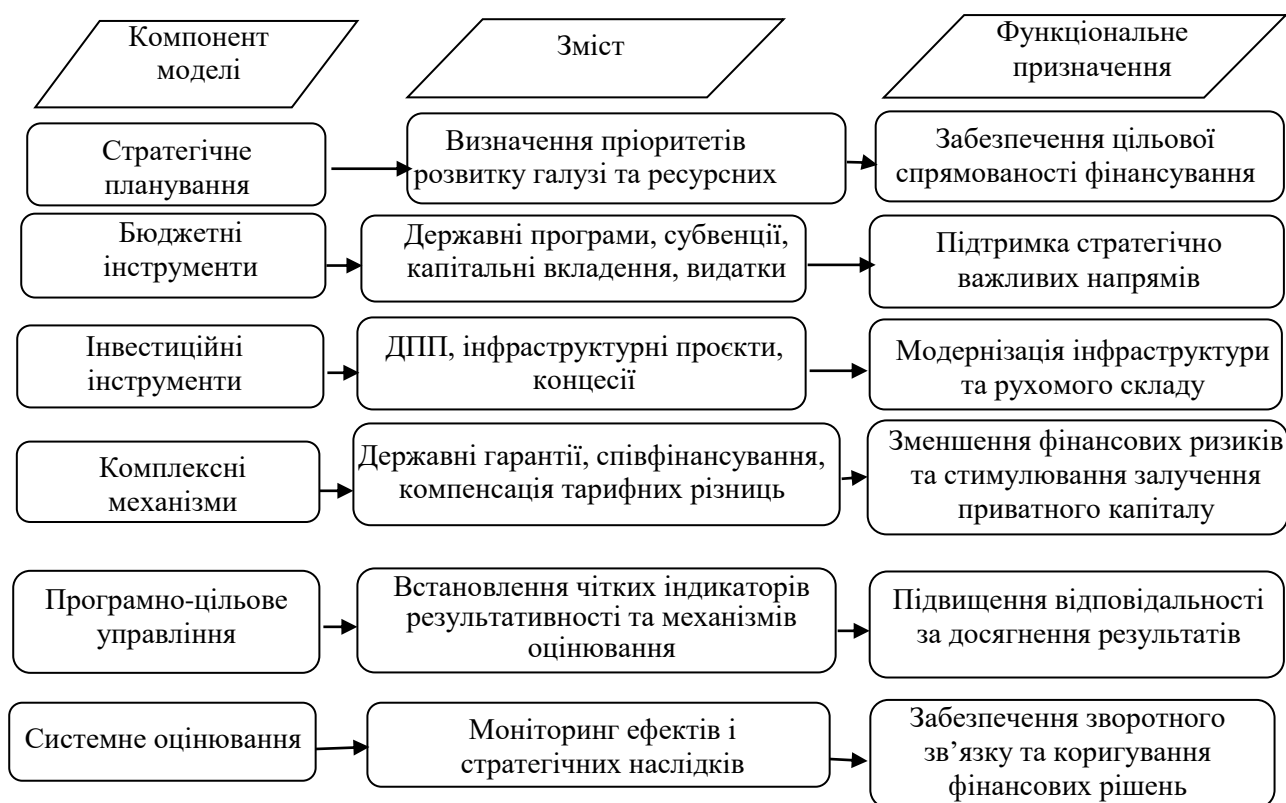 Компонент
моделі
Зміст
Функціональне
призначення
Стратегічне
планування
Визначення пріоритетів
розвитку галузі та ресурсних
Забезпечення цільової
спрямованості фінансування
Бюджетні
інструменти
Державні програми, субвенції,
капітальні вкладення, видатки
Підтримка стратегічно
важливих напрямів
Інвестиційні
інструменти
ДПП, інфраструктурні проєкти,
концесії
Модернізація інфраструктури
та рухомого складу
Комплексні
механізми
Державні гарантії, співфінансування,
компенсація тарифних різниць
Зменшення фінансових ризиків
та стимулювання залучення
приватного капіталу
Програмно-цільове
управління
Встановлення чітких індикаторів
результативності та механізмів
оцінювання
Підвищення відповідальності
за досягнення результатів
Системне оцінювання
Моніторинг ефектів і
стратегічних наслідків
Забезпечення зворотного
зв’язку та коригування
фінансових рішень